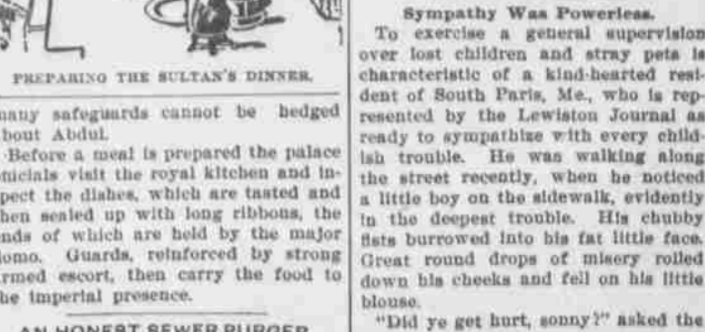 PREPARING THE SULTAN'S DINNER.
many safeguards cannot be hedged
about Abdul.
Before a meal is prepared the palace
officials visit the royal kitchen and in-
spect the dishes, which are tasted and
then sealed up with long ribbons, the
ends of which are held by the major
domo. Guards, reinforced by strong
armed escort, then carry the food to
the imperial presence.
AN HONEST SEWER PURGER
Sympathy Was Powerless.
To exercise a general supervision
over lost children and stray pets is
characteristic of a kind-hearted resi-
dent of South Paris, Me., who is rep-
resented by the Lewiston Journal as
ready to sympathize with every child-
ish trouble. He was walking along
the street recently, when he noticed
a little boy on the sidewalk, evidently
in the deepest trouble. His chubby
fists burrowed into his fat little face.
Great round drops of misery rolled
down his cheeks and fell on his little
blouse.
"Did ye get hurt, sonny?" asked the